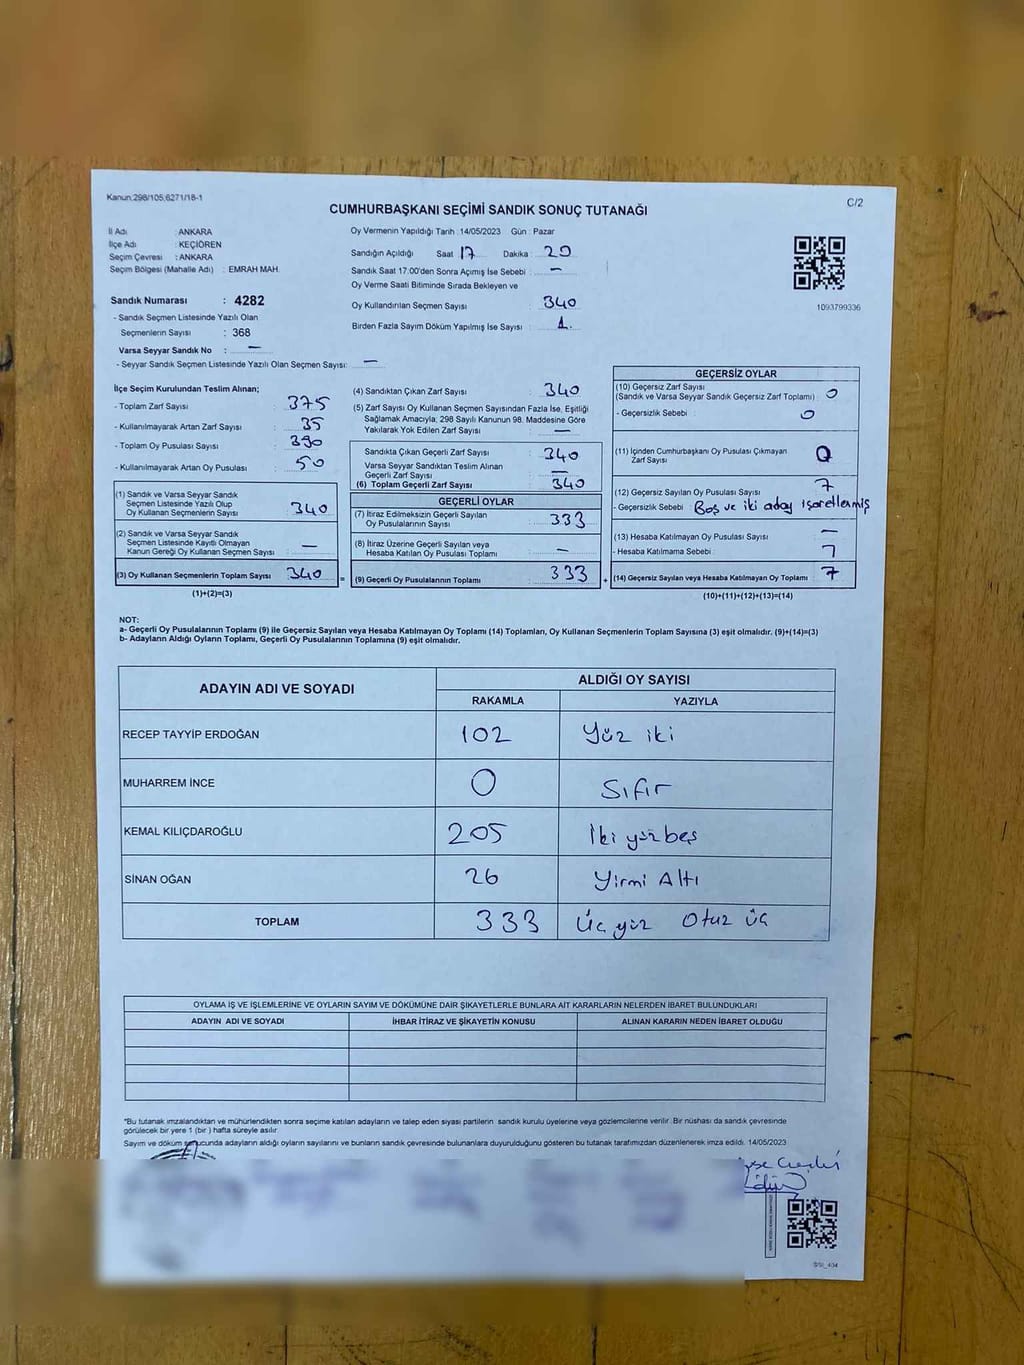 Kanun:298/105;6271/18-1
C/2
CUMHURBAŞKANI SEÇİMİ SANDIK SONUÇ TUTANAĞI
İl Adı : ANKARA
İlçe Adı : KEÇİÖREN
Seçim Çevresi : ANKARA
Seçim Bölgesi (Mahalle Adı) : EMRAH MAH.
Sandık Numarası : 4282
- Sandık Seçmen Listesinde Yazılı Olan
Seçmenlerin Sayısı : 368
Varsa Seyyar Sandık No : —
- Seyyar Sandık Seçmen Listesinde Yazılı Olan Seçmen Sayısı: —
Oy Vermenin Yapıldığı Tarih :14/05/2023 Gün : Pazar
Sandığın Açıldığı Saat 17 Dakika : 20
Sandık Saat 17.00'den Sonra Açımış İse Sebebi : —
Oy Verme Saati Bitiminde Sırada Bekleyen ve
Oy Kullandırılan Seçmen Sayısı : 340
Birden Fazla Sayım Döküm Yapılmış İse Sayısı : 1.
1093799336
İlçe Seçim Kurulundan Teslim Alınan;
- Toplam Zarf Sayısı : 375
- Kullanılmayarak Artan Zarf Sayısı : 35
- Toplam Oy Pusulası Sayısı : 390
- Kullanılmayarak Artan Oy Pusulası : 50
(1) Sandık ve Varsa Seyyar Sandık
Seçmen Listesinde Yazılı Olup
Oy Kullanan Seçmenlerin Sayısı : 340
(2) Sandık ve Varsa Seyyar Sandık
Seçmen Listesinde Kayıtlı Olmayan
Kanun Gereği Oy Kullanan Seçmen Sayısı : —
(3) Oy Kullanan Seçmenlerin Toplam Sayısı : 340
(1)+(2)=(3)
(4) Sandıktan Çıkan Zarf Sayısı : 340
(5) Zarf Sayısı Oy Kullanan Seçmen Sayısından Fazla İse, Eşitliği
Sağlamak Amacıyla; 298 Sayılı Kanunun 98. Maddesine Göre
Yakılarak Yok Edilen Zarf Sayısı : —
Sandıkta Çıkan Geçerli Zarf Sayısı : 340
Varsa Seyyar Sandıktan Teslim Alınan
Geçerli Zarf Sayısı : —
(6) Toplam Geçerli Zarf Sayısı : 340
GEÇERLİ OYLAR
(7) İtiraz Edilmeksizin Geçerli Sayılan
Oy Pusulalarının Sayısı : 333
(8) İtiraz Üzerine Geçerli Sayılan veya
Hesaba Katılan Oy Pusulası Toplamı : —
= (9) Geçerli Oy Pusulalarının Toplamı : 333 +
GEÇERSİZ OYLAR
(10) Geçersiz Zarf Sayısı
(Sandık ve Varsa Seyyar Sandık Geçersiz Zarf Toplamı) : 0
- Geçersizlik Sebebi : 0
(11) İçinden Cumhurbaşkanı Oy Pusulası Çıkmayan
Zarf Sayısı : 0
(12) Geçersiz Sayılan Oy Pusulası Sayısı : 7
- Geçersizlik Sebebi : Boş ve iki aday işaretlenmiş
(13) Hesaba Katılmayan Oy Pusulası Sayısı : —
- Hesaba Katılmama Sebebi : 7
(14) Geçersiz Sayılan veya Hesaba Katılmayan Oy Toplamı : 7
(10)+(11)+(12)+(13)=(14)
NOT:
a- Geçerli Oy Pusulalarının Toplamı (9) ile Geçersiz Sayılan veya Hesaba Katılmayan Oy Toplamı (14) Toplamları, Oy Kullanan Seçmenlerin Toplam Sayısına (3) eşit olmalıdır. (9)+(14)=(3)
b- Adayların Aldığı Oyların Toplamı, Geçerli Oy Pusulalarının Toplamına (9) eşit olmalıdır.
ADAYIN ADI VE SOYADI ALDIĞI OY SAYISI
RAKAMLA YAZIYLA
RECEP TAYYİP ERDOĞAN 102 Yüz iki
MUHARREM İNCE 0 Sıfır
KEMAL KILIÇDAROĞLU 205 İki yüz beş
SİNAN OĞAN 26 Yirmi Altı
TOPLAM 333 Üç yüz Otuz üç
OYLAMA İŞ VE İŞLEMLERİNE VE OYLARIN SAYIM VE DÖKÜMÜNE DAİR ŞİKAYETLERLE BUNLARA AİT KARARLARIN NELERDEN İBARET BULUNDUKLARI
ADAYIN ADI VE SOYADI İHBAR İTİRAZ VE ŞİKAYETİN KONUSU ALINAN KARARIN NEDEN İBARET OLDUĞU
*Bu tutanak imzalandıktan ve mühürlendikten sonra seçime katılan adayların ve talep eden siyasi partilerin sandık kurulu üyelerine veya gözlemcilerine verilir. Bir nüshası da sandık çevresinde
görülecek bir yere 1 (bir ) hafta süreyle asılır.
Sayım ve döküm sonucunda adayların aldığı oyların sayılarını ve bunların sandık çevresinde bulunanlara duyurulduğunu gösteren bu tutanak tarafımızdan düzenlenerek imza edildi. 14/05/2023